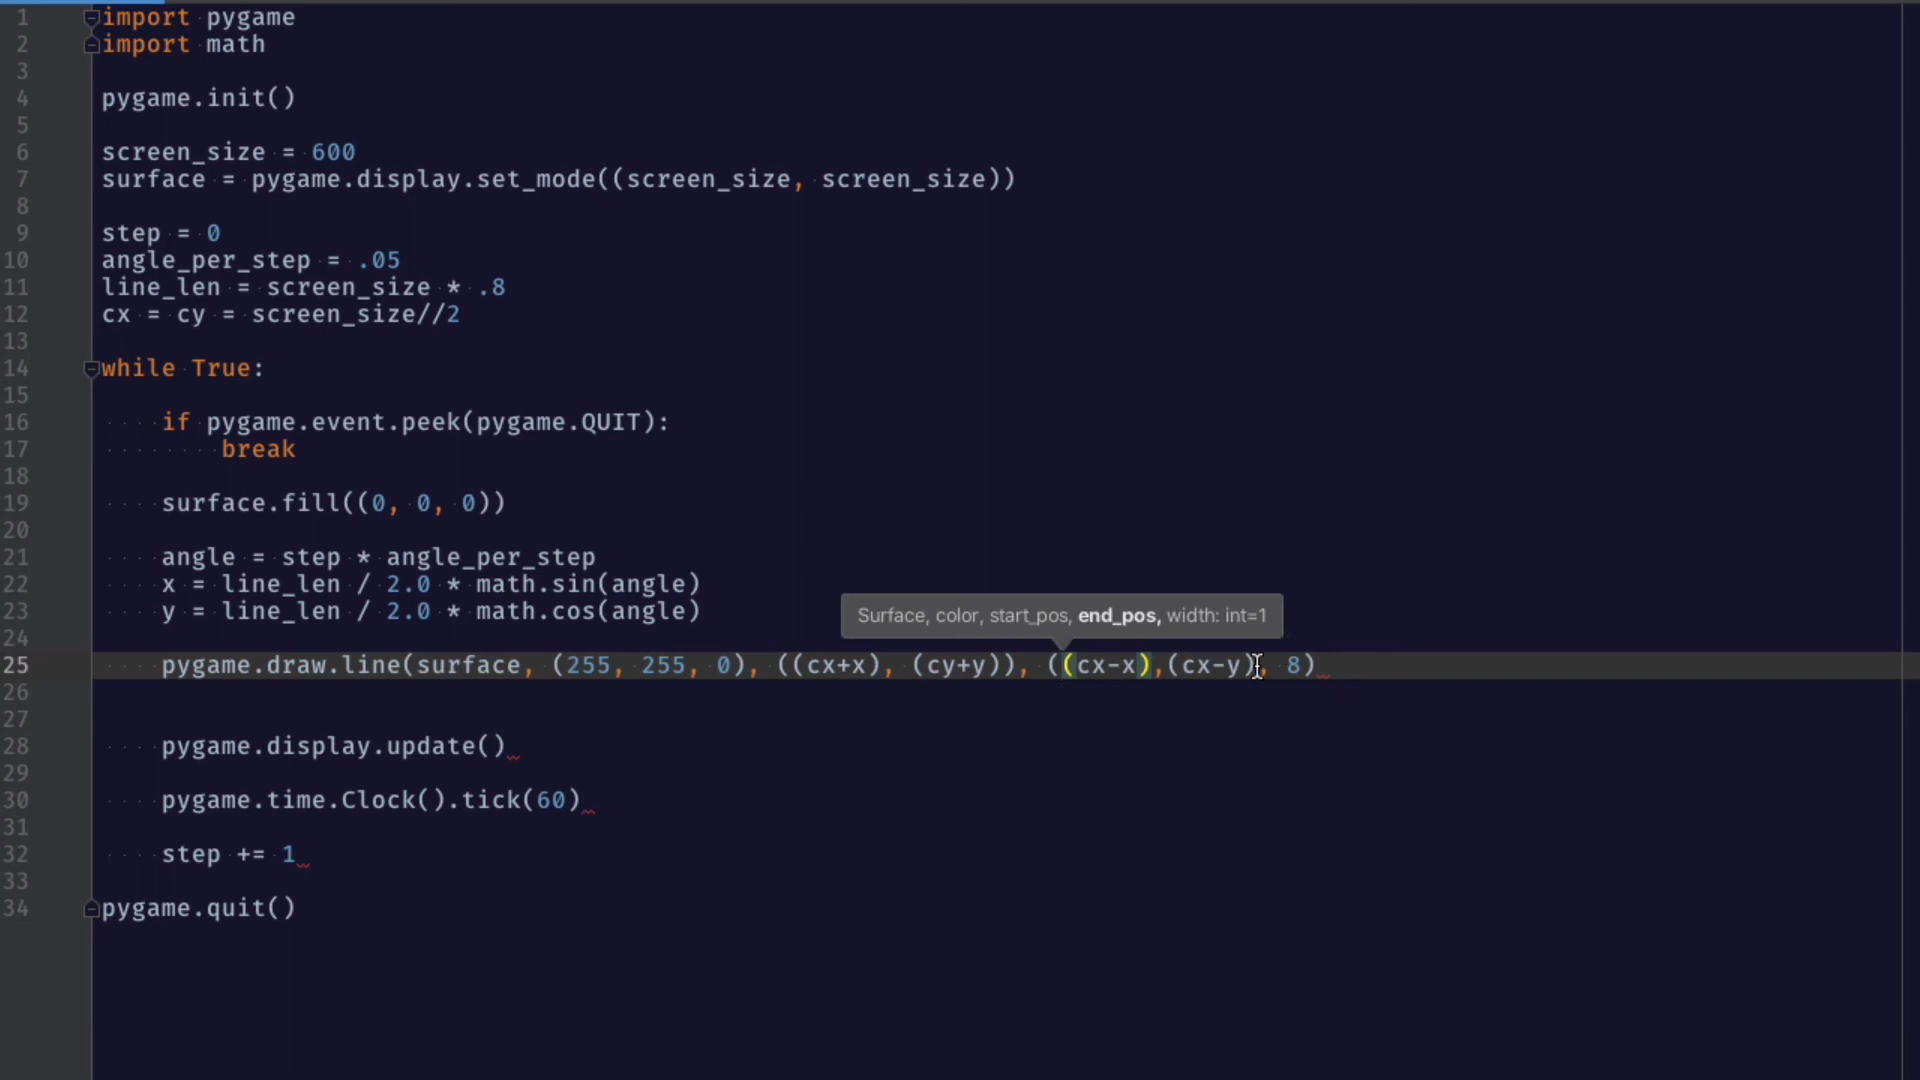 1 import pygame
2 import math
3
4 pygame.init()
5
6 screen_size = 600
7 surface = pygame.display.set_mode((screen_size, screen_size))
8
9 step = 0
10 angle_per_step = .05
11 line_len = screen_size * .8
12 cx = cy = screen_size//2
13
14 while True:
15
16     if pygame.event.peek(pygame.QUIT):
17         break
18
19     surface.fill((0, 0, 0))
20
21     angle = step * angle_per_step
22     x = line_len / 2.0 * math.sin(angle)
23     y = line_len / 2.0 * math.cos(angle)
Surface, color, start_pos, end_pos, width: int=1
24
25     pygame.draw.line(surface, (255, 255, 0), ((cx+x), (cy+y)), ((cx-x),(cx-y), 8)
26
27
28     pygame.display.update()
29
30     pygame.time.Clock().tick(60)
31
32     step += 1
33
34 pygame.quit()